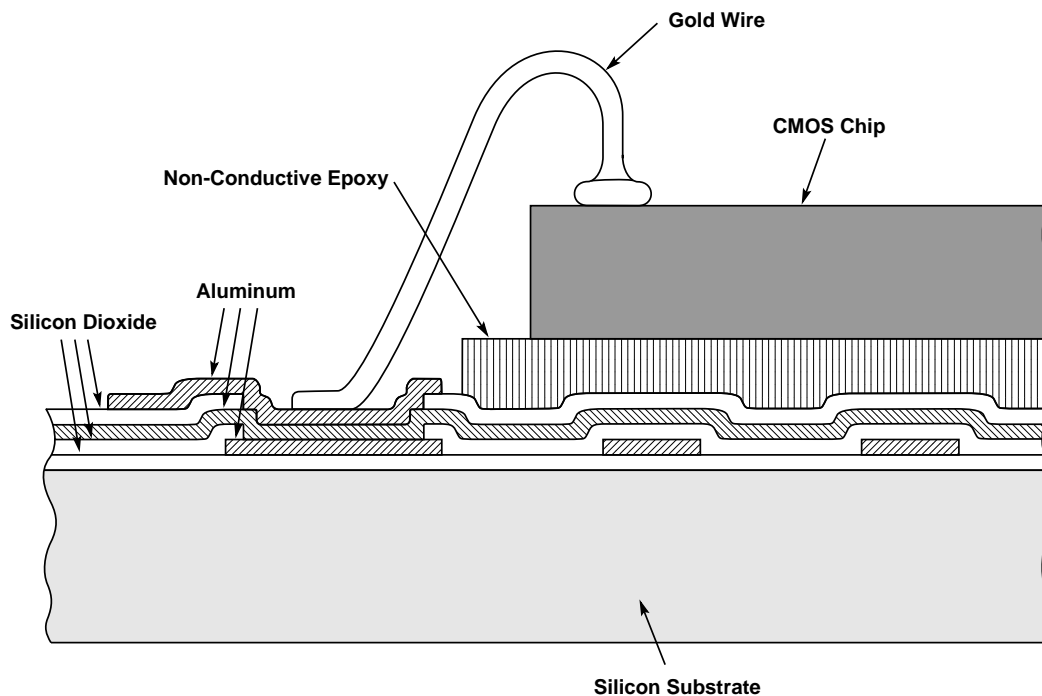 Gold Wire
CMOS Chip
Non-Conductive Epoxy
Aluminum
Silicon Dioxide
Silicon Substrate